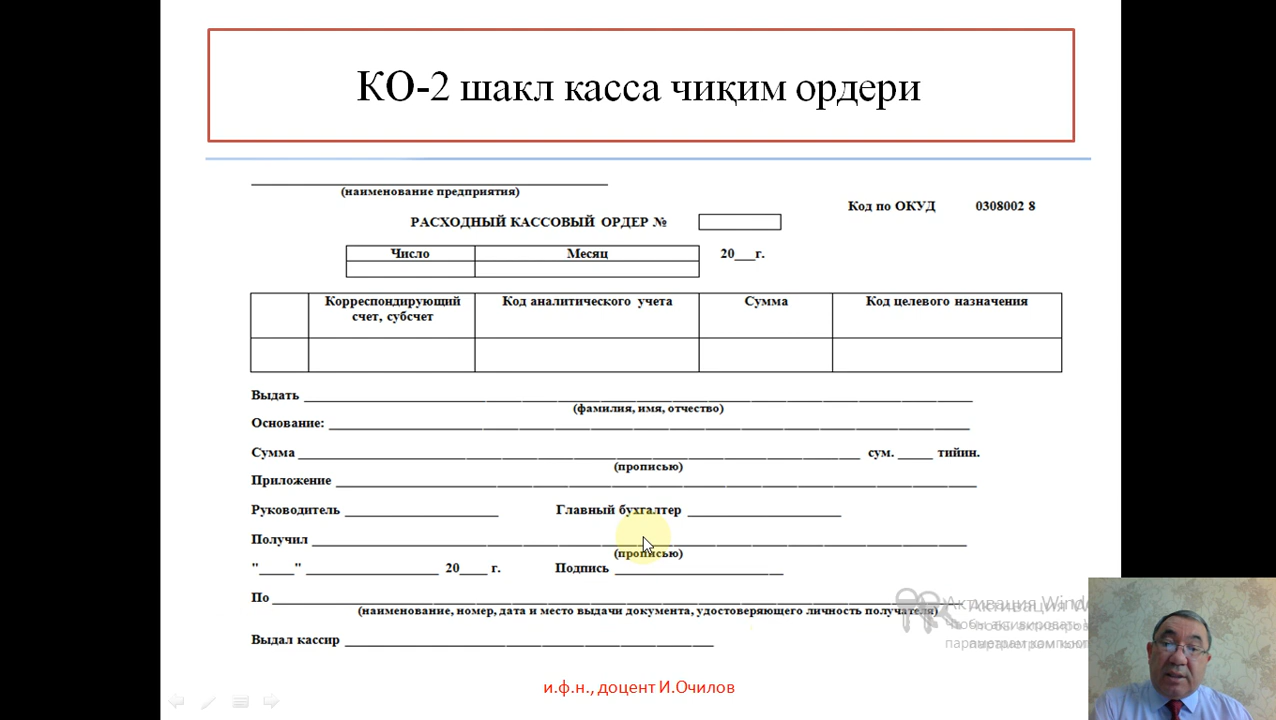 КО-2 шакл касса чиқим ордери
(наименование предприятия)
Код по ОКУД 0308002 8
РАСХОДНЫЙ КАССОВЫЙ ОРДЕР №
Число Месяц 20___г.
Корреспондирующий счет, субсчет Код аналитического учета Сумма Код целевого назначения
Выдать
(фамилия, имя, отчество)
Основание:
Сумма сум. _____ тийин.
(прописью)
Приложение
Руководитель Главный бухгалтер
Получил
(прописью)
"_____" 20____ г. Подпись
По
(наименование, номер, дата и место выдачи документа, удостоверяющего личность получателя)
Выдал кассир
Активация
и.ф.н., доцент И.Очилов